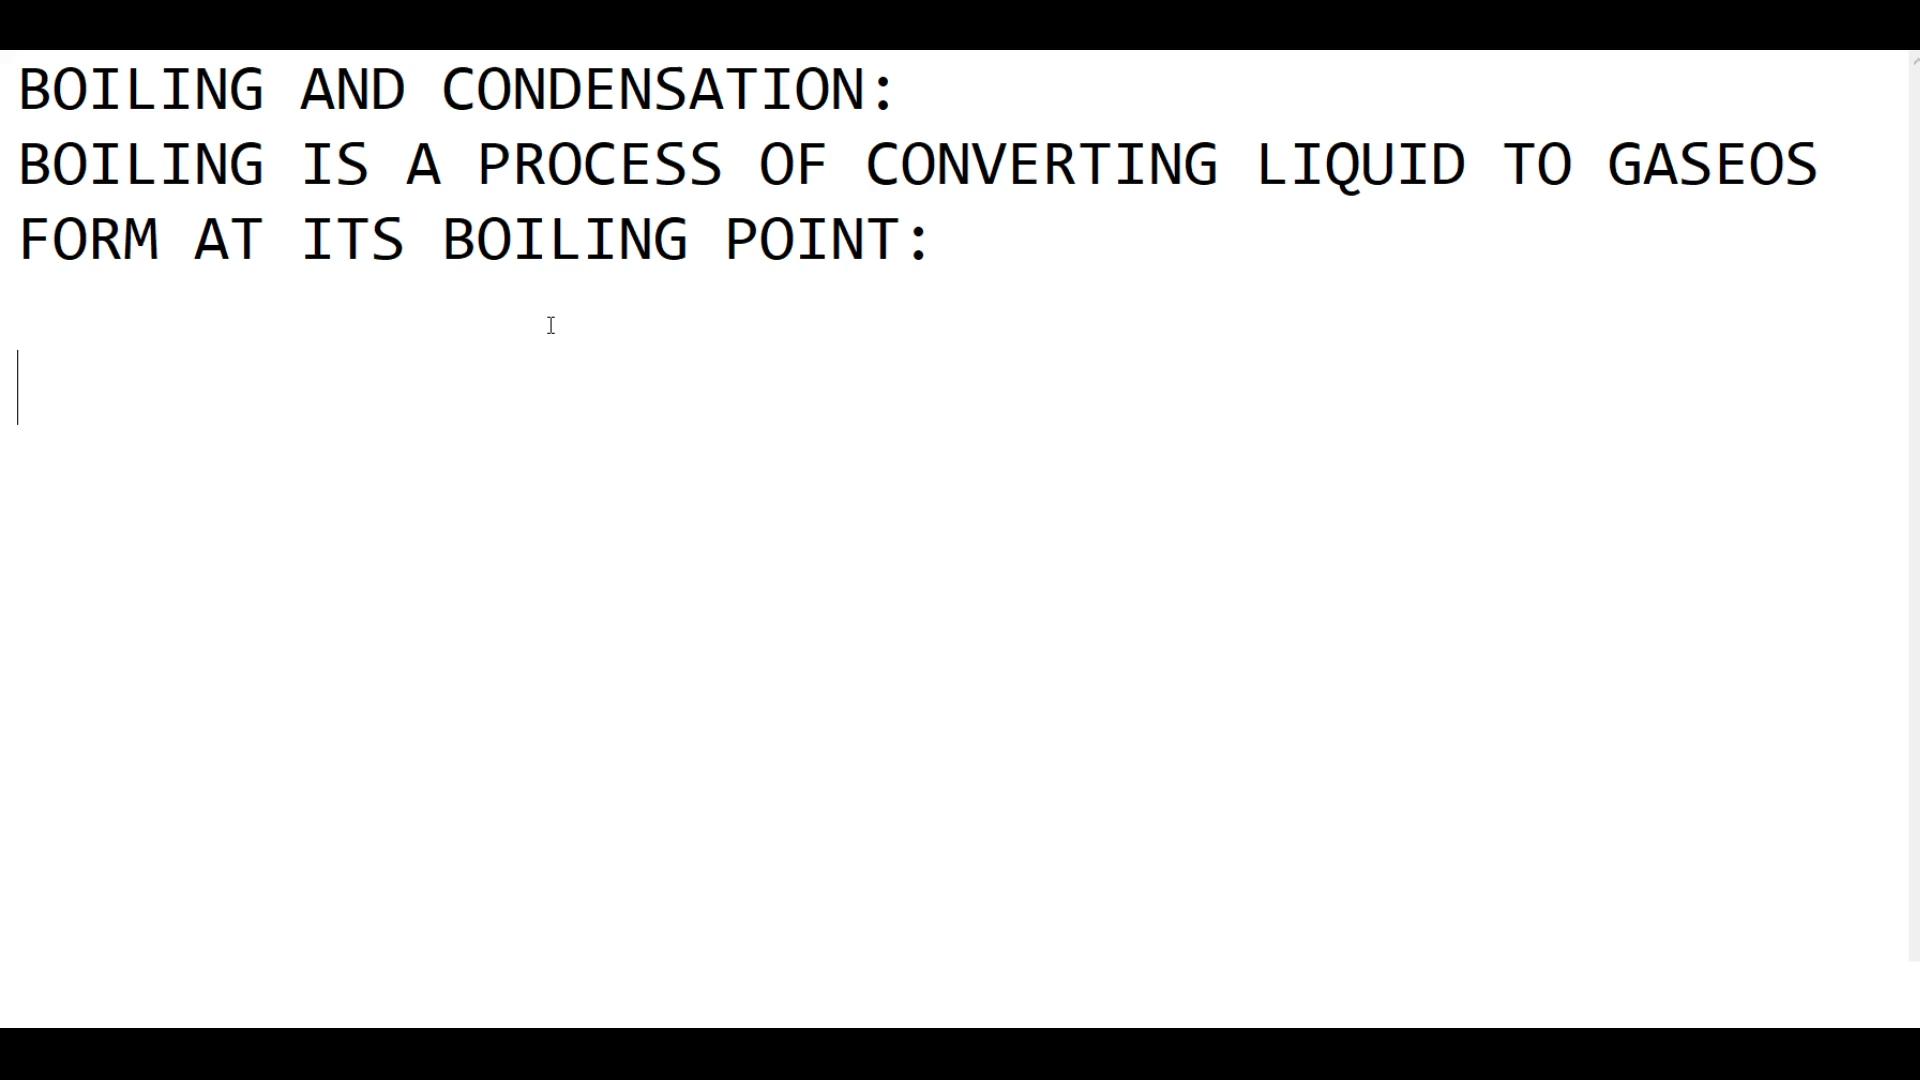 BOILING AND CONDENSATION:
BOILING IS A PROCESS OF CONVERTING LIQUID TO GASEOS
FORM AT ITS BOILING POINT: